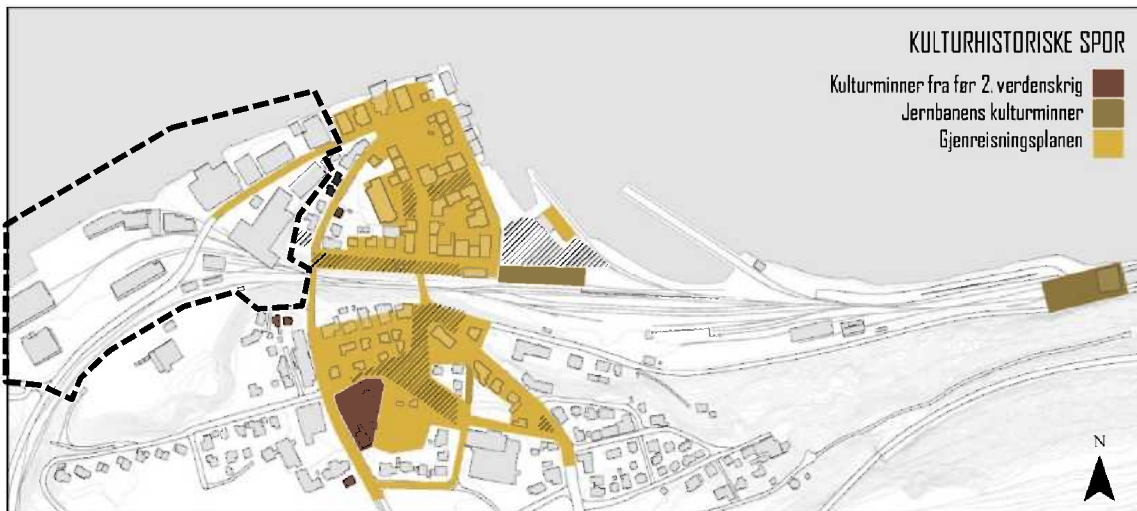 KULTURHISTORISKE SPOR
Kulturminner fra før 2. verdenskrig
Jernbanens kulturminner
Gjenreisningsplanen
N